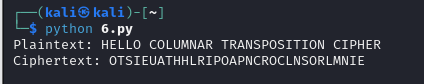 ┌──(kali㉿kali)-[~]
└─$ python 6.py
Plaintext: HELLO COLUMNAR TRANSPOSITION CIPHER
Ciphertext: OTSIEUATHHLRIPOAPNCROCLNSORLMNIE